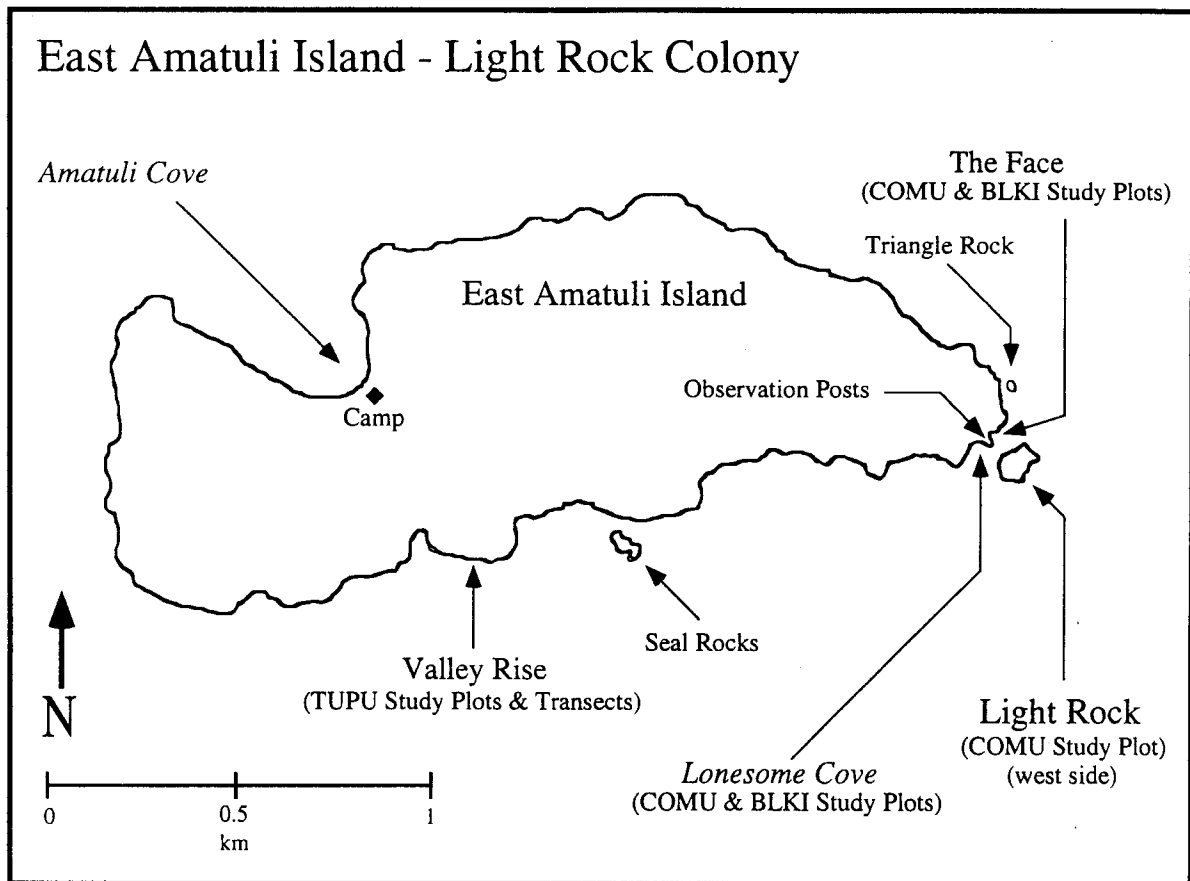 East Amatuli Island - Light Rock Colony
Amatuli Cove
The Face
(COMU & BLKI Study Plots)
Triangle Rock
East Amatuli Island
Observation Posts
Camp
Seal Rocks
Valley Rise
(TUPU Study Plots & Transects)
N
Light Rock
(COMU Study Plot)
(west side)
Lonesome Cove
(COMU & BLKI Study Plots)
0 0.5 1
km